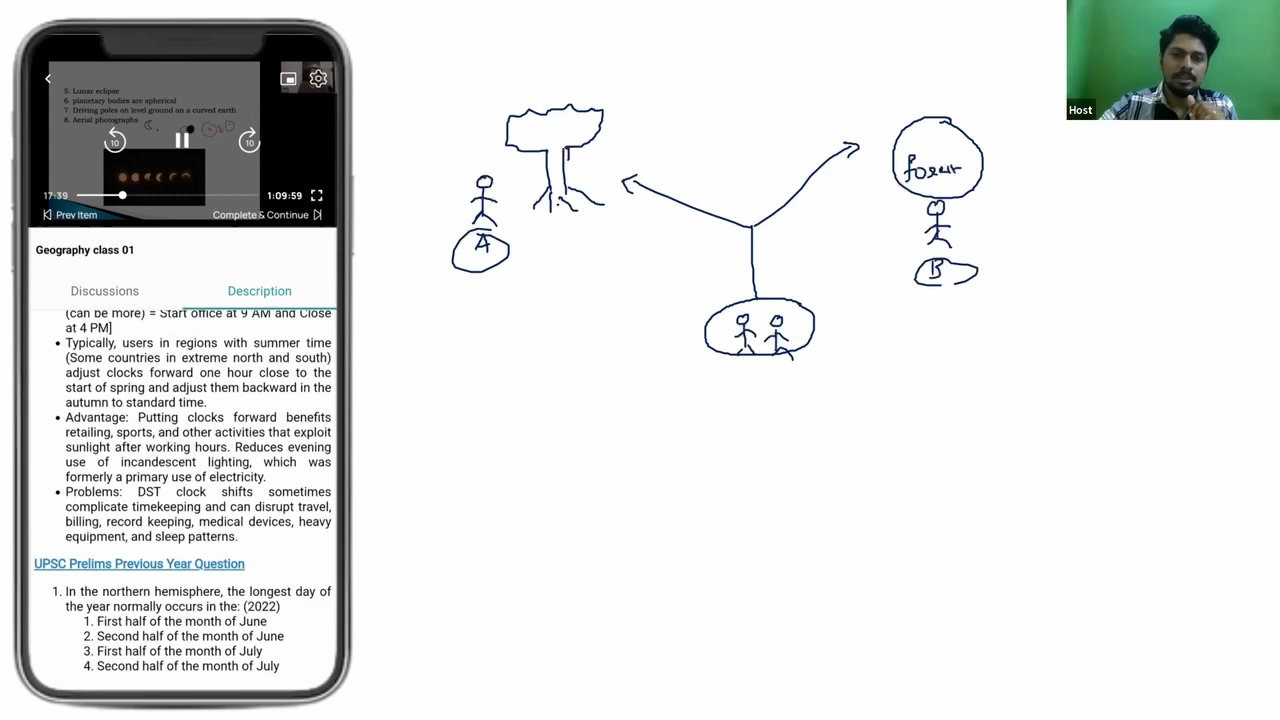 5. Lunar eclipse
6. planetary bodies are spherical
7. Driving poles on level ground on a curved earth
8. Aerial photographs
10
10
17:39
1:09:59
Prev Item
Complete & Continue
Geography class 01
Discussions
Description
(can be more) = Start office at 9 AM and Close
at 4 PM]
• Typically, users in regions with summer time
(Some countries in extreme north and south)
adjust clocks forward one hour close to the
start of spring and adjust them backward in the
autumn to standard time.
• Advantage: Putting clocks forward benefits
retailing, sports, and other activities that exploit
sunlight after working hours. Reduces evening
use of incandescent lighting, which was
formerly a primary use of electricity.
• Problems: DST clock shifts sometimes
complicate timekeeping and can disrupt travel,
billing, record keeping, medical devices, heavy
equipment, and sleep patterns.
UPSC Prelims Previous Year Question
1. In the northern hemisphere, the longest day of
the year normally occurs in the: (2022)
1. First half of the month of June
2. Second half of the month of June
3. First half of the month of July
4. Second half of the month of July
A
forest
B
Host